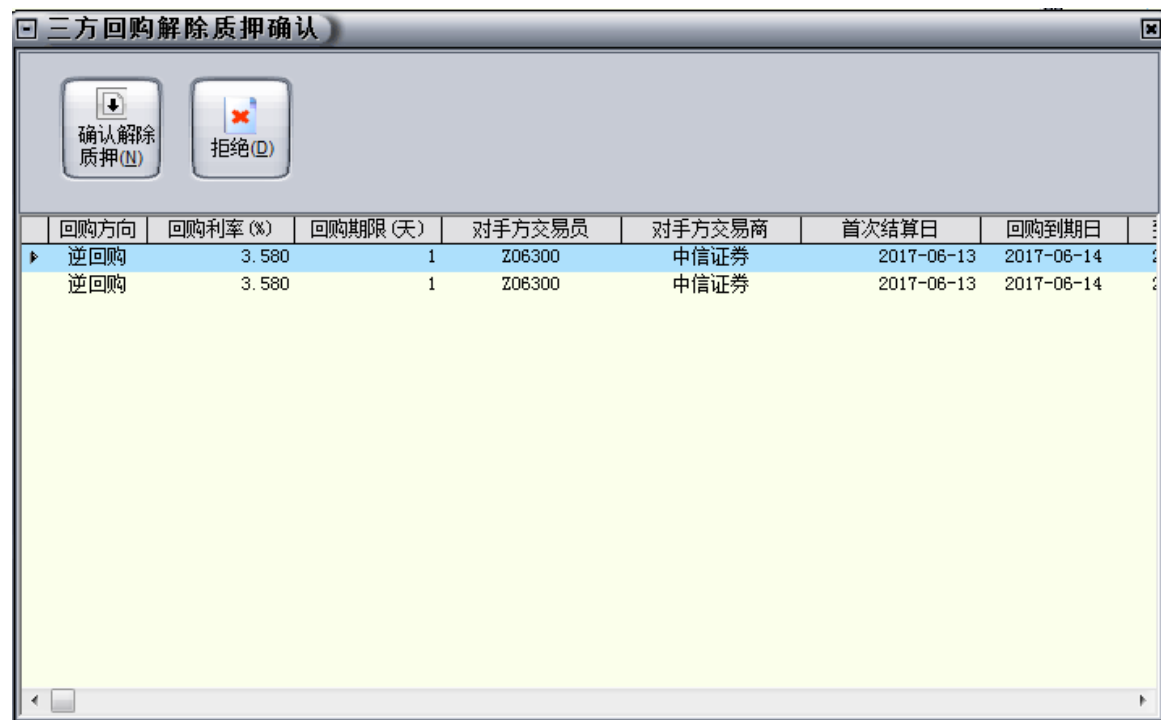 三方回购解除质押确认
确认解除
质押(N)
拒绝(D)
回购方向 回购利率(%) 回购期限(天) 对手方交易员 对手方交易商 首次结算日 回购到期日
逆回购 3.580 1 Z06300 中信证券 2017-06-13 2017-06-14
逆回购 3.580 1 Z06300 中信证券 2017-06-13 2017-06-14